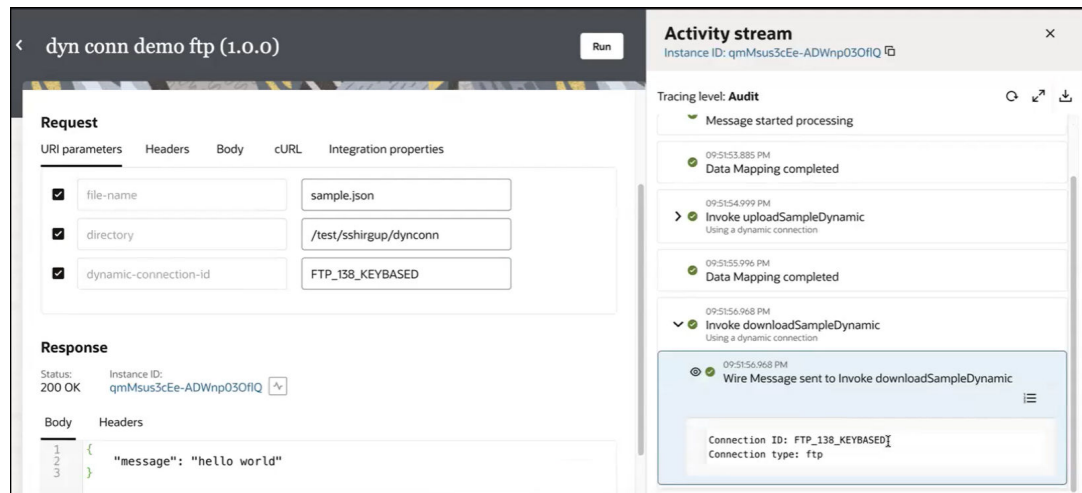 dyn conn demo ftp (1.0.0)
Run
Request
URI parameters Headers Body cURL Integration properties
file-name sample.json
directory /test/sshirgup/dynconn
dynamic-connection-id FTP_138_KEYBASED
Response
Status: Instance ID:
200 OK qmMsus3cEe-ADWnp03OflQ
Body Headers
1 {
2 "message": "hello world"
3 }
Activity stream
Instance ID: qmMsus3cEe-ADWnp03OflQ
Tracing level: Audit
Message started processing
09:51:53.885 PM
Data Mapping completed
09:51:54.999 PM
Invoke uploadSampleDynamic
Using a dynamic connection
09:51:55.996 PM
Data Mapping completed
09:51:56.968 PM
Invoke downloadSampleDynamic
Using a dynamic connection
09:51:56.968 PM
Wire Message sent to Invoke downloadSampleDynamic
Connection ID: FTP_138_KEYBASED
Connection type: ftp